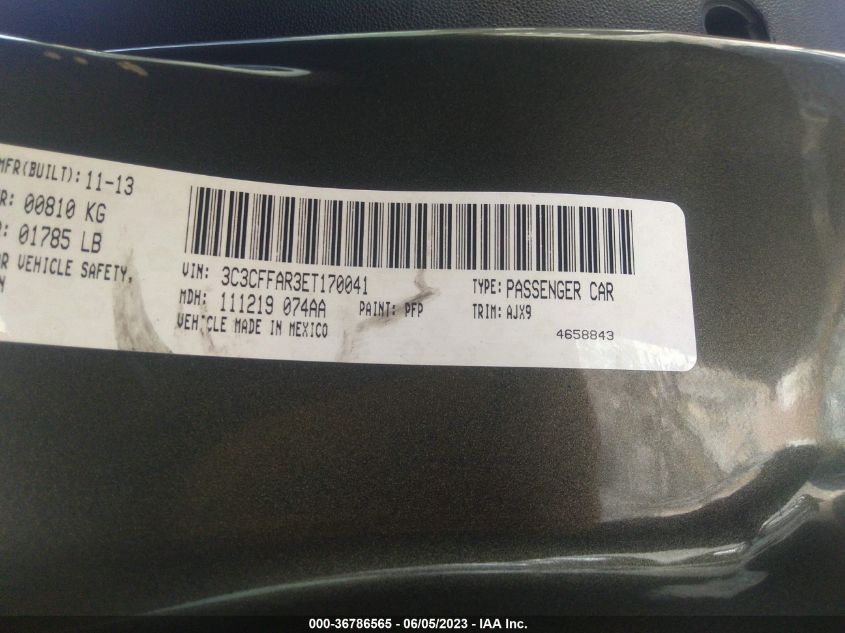 MFR(BUILT): 11-13
R: 00810 KG
R: 01785 LB
OR VEHICLE SAFETY,
N
VIN: 3C3CFFAR3ET170041 TYPE: PASSENGER CAR
MDH: 111219 074AA PAINT: PFP TRIM: AJX9
VEHICLE MADE IN MEXICO 4658843
000-36786565 - 06/05/2023 - IAA Inc.